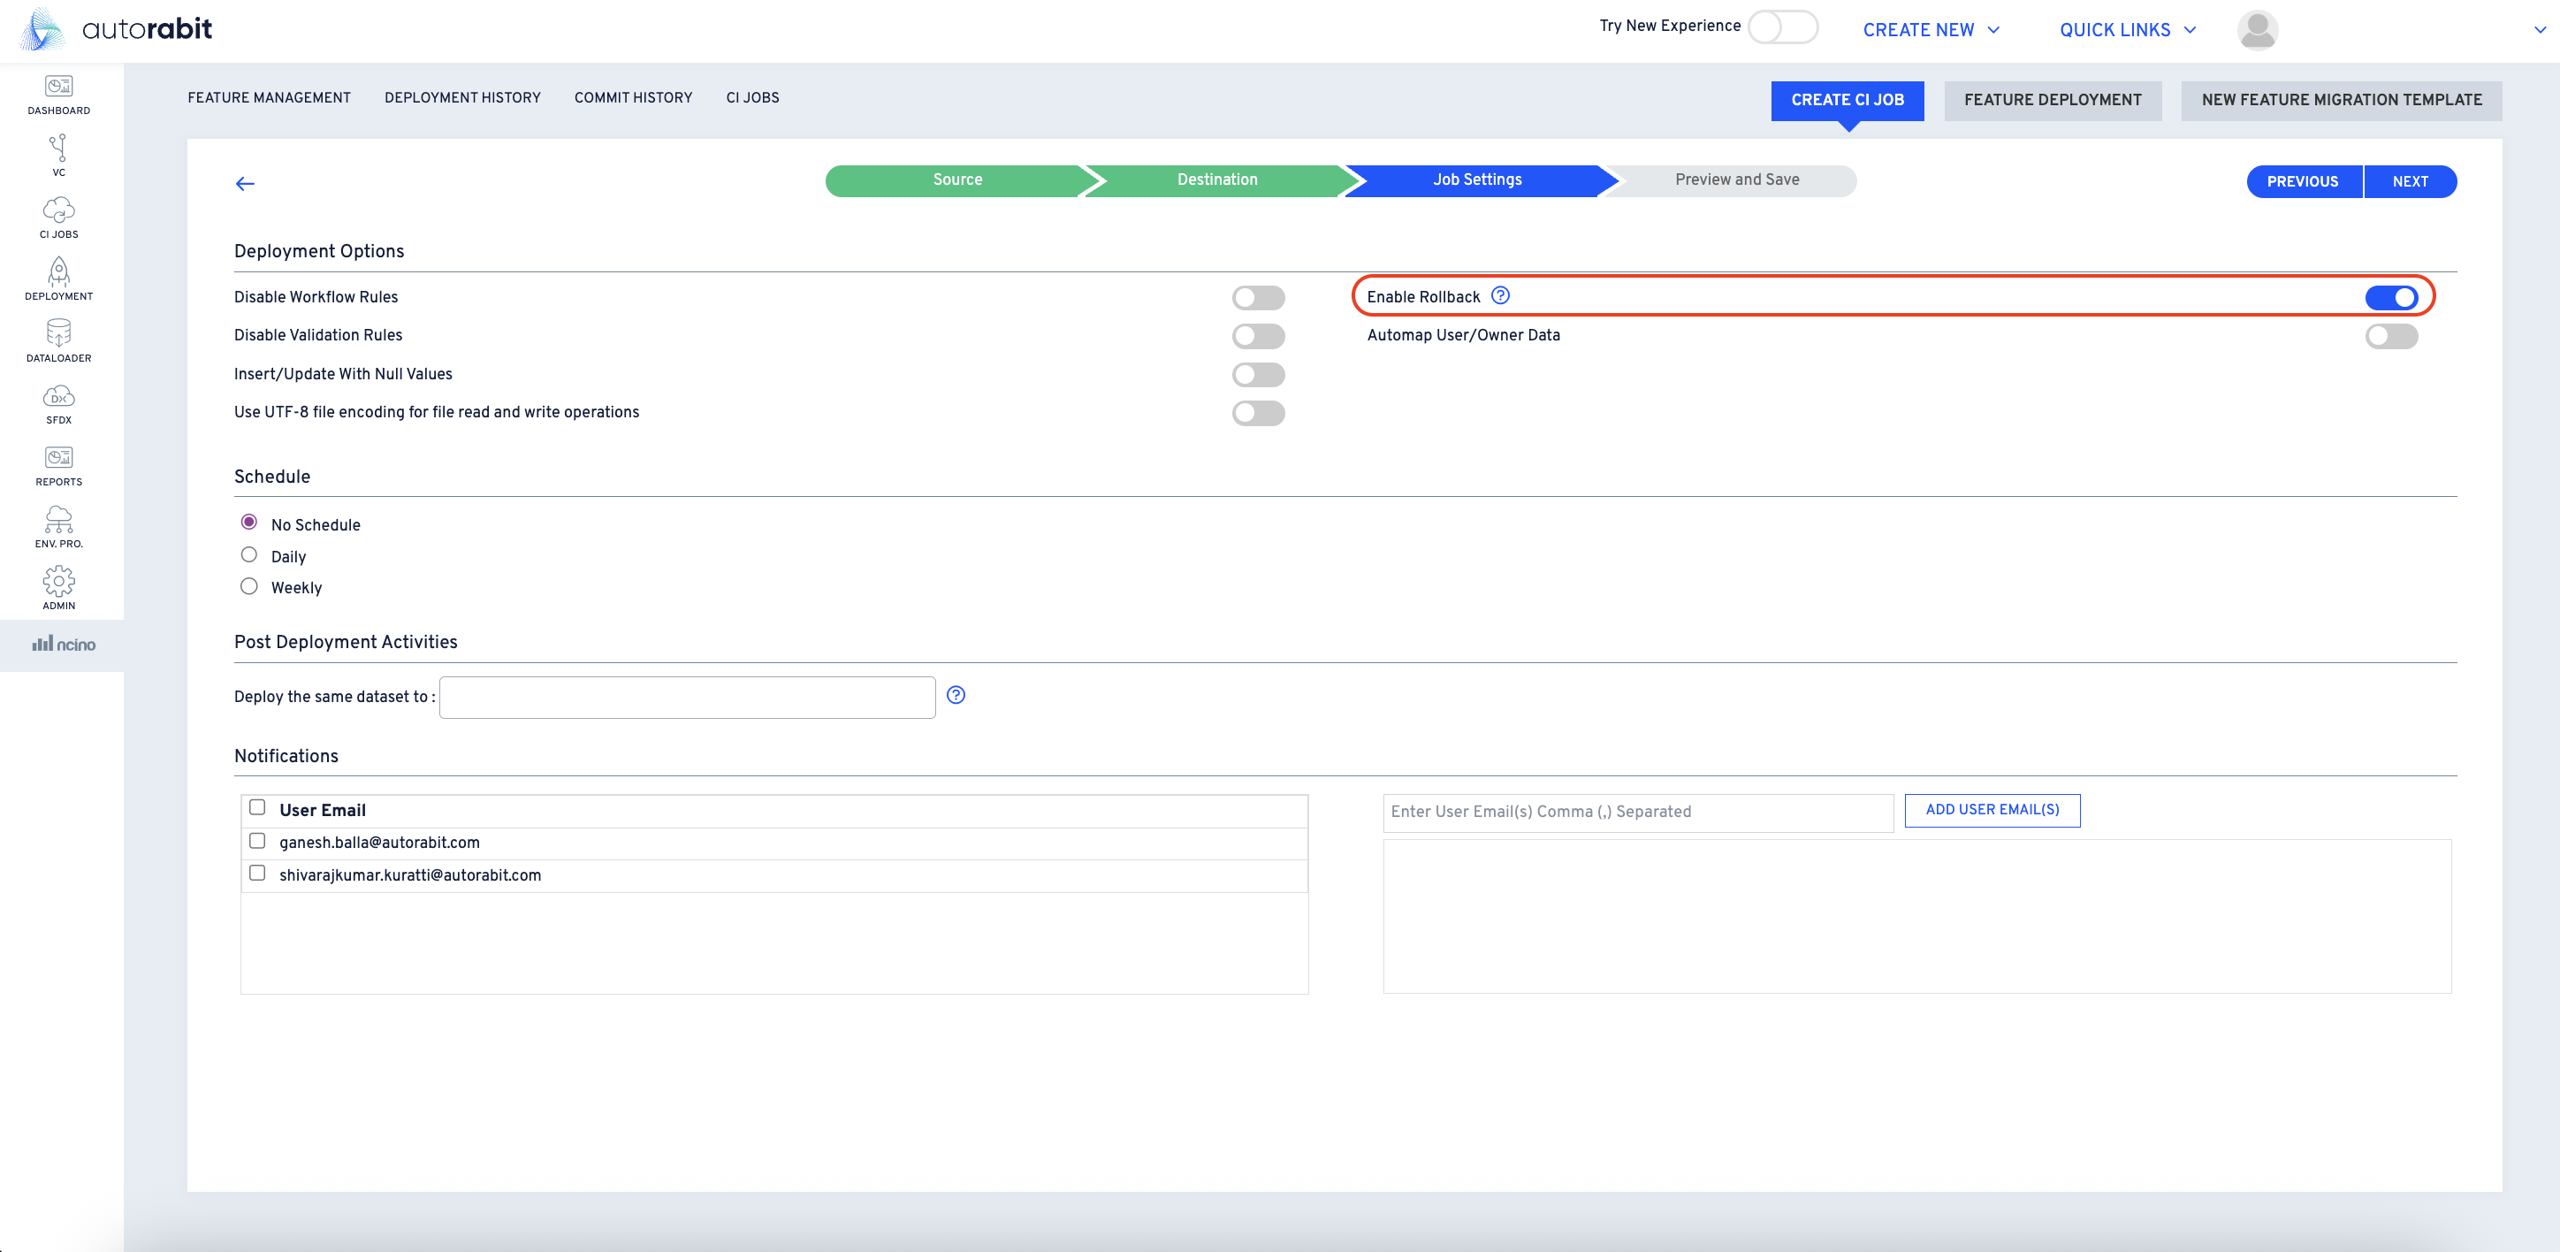 autorabit
Try New Experience
CREATE NEW
QUICK LINKS
DASHBOARD
VC
CI JOBS
DEPLOYMENT
DATALOADER
DX
SFDX
REPORTS
ENV. PRO.
ADMIN
ncino
FEATURE MANAGEMENT
DEPLOYMENT HISTORY
COMMIT HISTORY
CI JOBS
CREATE CI JOB
FEATURE DEPLOYMENT
NEW FEATURE MIGRATION TEMPLATE
Source
Destination
Job Settings
Preview and Save
PREVIOUS
NEXT
Deployment Options
Disable Workflow Rules
Enable Rollback ?
Disable Validation Rules
Automap User/Owner Data
Insert/Update With Null Values
Use UTF-8 file encoding for file read and write operations
Schedule
No Schedule
Daily
Weekly
Post Deployment Activities
Deploy the same dataset to : ?
Notifications
User Email
ganesh.balla@autorabit.com
shivarajkumar.kuratti@autorabit.com
Enter User Email(s) Comma (,) Separated
ADD USER EMAIL(S)